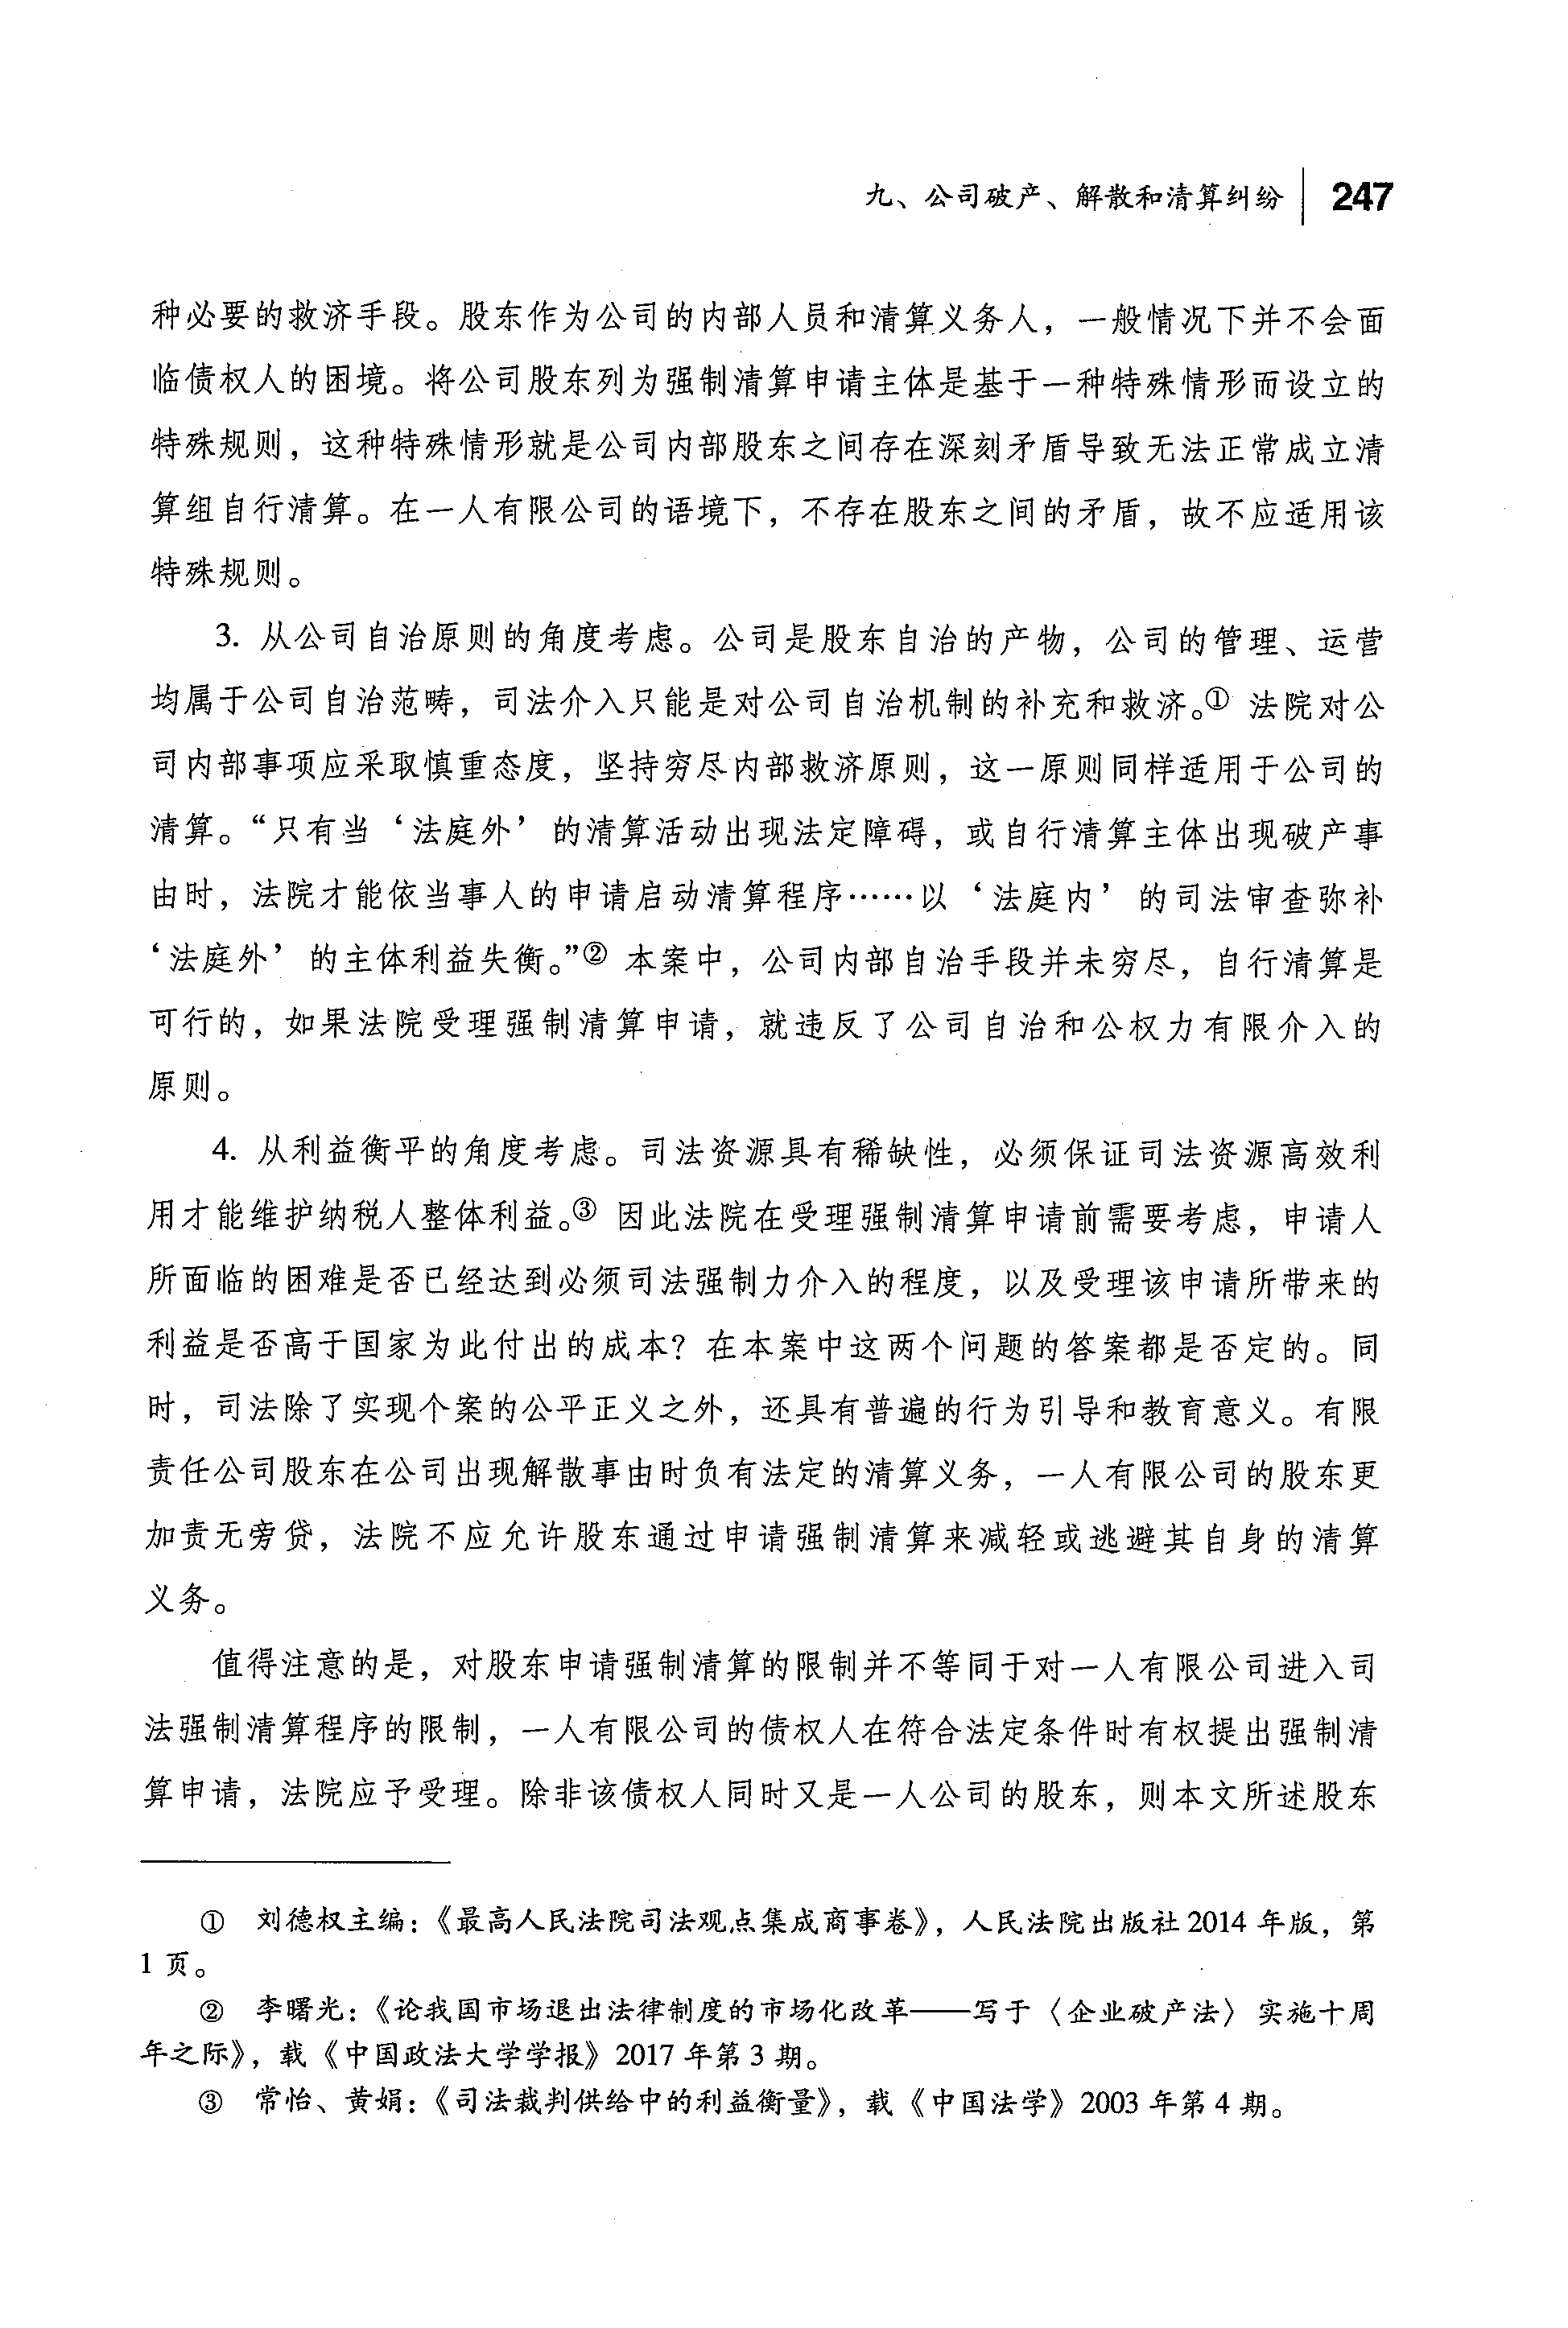 九、公司破产、解散和清算纠纷 247
种必要的救济手段。股东作为公司的内部人员和清算义务人，一般情况下并不会面
临债权人的困境。将公司股东列为强制清算申请主体是基于一种特殊情形而设立的
特殊规则，这种特殊情形就是公司内部股东之间存在深刻矛盾导致无法正常成立清
算组自行清算。在一人有限公司的语境下，不存在股东之间的矛盾，故不应适用该
特殊规则。
3. 从公司自治原则的角度考虑。公司是股东自治的产物，公司的管理、运营
均属于公司自治范畴，司法介入只能是对公司自治机制的补充和救济。① 法院对公
司内部事项应采取慎重态度，坚持穷尽内部救济原则，这一原则同样适用于公司的
清算。“只有当‘法庭外’的清算活动出现法定障碍，或自行清算主体出现破产事
由时，法院才能依当事人的申请启动清算程序……以‘法庭内’的司法审查弥补
‘法庭外’的主体利益失衡。”② 本案中，公司内部自治手段并未穷尽，自行清算是
可行的，如果法院受理强制清算申请，就违反了公司自治和公权力有限介入的
原则。
4. 从利益衡平的角度考虑。司法资源具有稀缺性，必须保证司法资源高效利
用才能维护纳税人整体利益。③ 因此法院在受理强制清算申请前需要考虑，申请人
所面临的困难是否已经达到必须司法强制力介入的程度，以及受理该申请所带来的
利益是否高于国家为此付出的成本？在本案中这两个问题的答案都是否定的。同
时，司法除了实现个案的公平正义之外，还具有普遍的行为引导和教育意义。有限
责任公司股东在公司出现解散事由时负有法定的清算义务，一人有限公司的股东更
加责无旁贷，法院不应允许股东通过申请强制清算来减轻或逃避其自身的清算
义务。
值得注意的是，对股东申请强制清算的限制并不等同于对一人有限公司进入司
法强制清算程序的限制，一人有限公司的债权人在符合法定条件时有权提出强制清
算申请，法院应予受理。除非该债权人同时又是一人公司的股东，则本文所述股东
① 刘德权主编：《最高人民法院司法观点集成商事卷》，人民法院出版社 2014 年版，第
1 页。
② 李曙光：《论我国市场退出法律制度的市场化改革——写于〈企业破产法〉实施十周
年之际》，载《中国政法大学学报》2017 年第 3 期。
③ 常怡、黄娟：《司法裁判供给中的利益衡量》，载《中国法学》2003 年第 4 期。